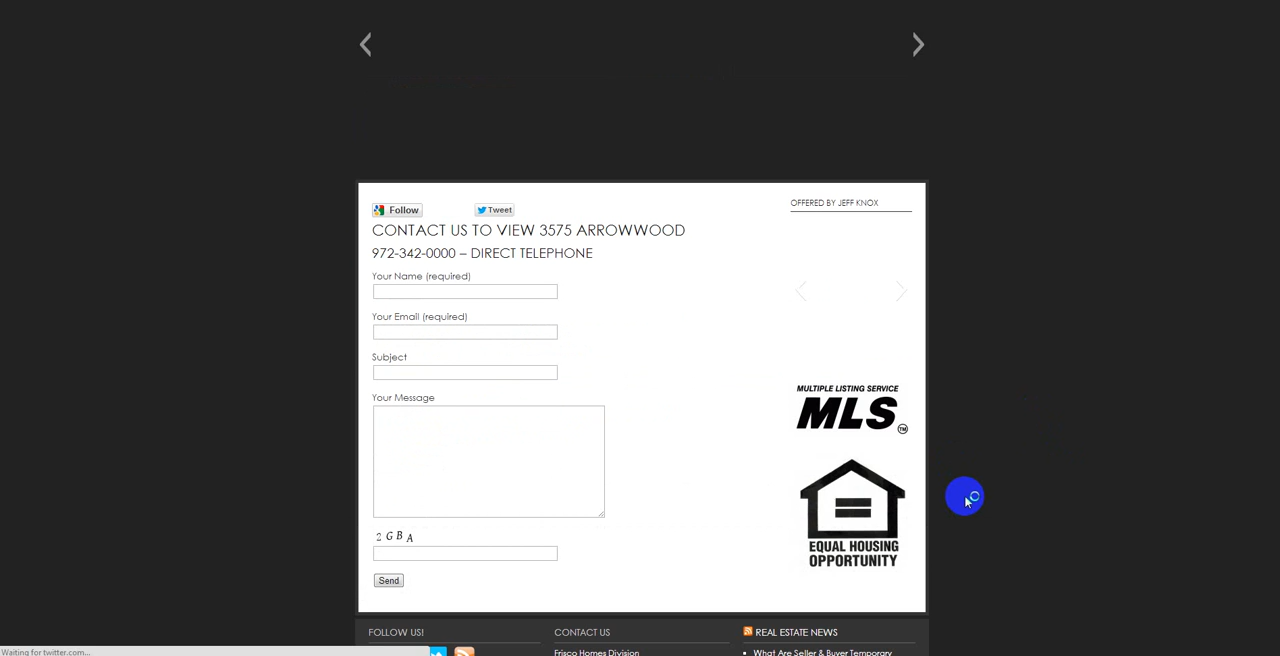 Follow
Tweet
OFFERED BY JEFF KNOX
CONTACT US TO VIEW 3575 ARROWWOOD
972-342-0000 – DIRECT TELEPHONE
Your Name (required)
Your Email (required)
Subject
Your Message
MULTIPLE LISTING SERVICE
MLS
TM
2 G B A
EQUAL HOUSING
OPPORTUNITY
Send
FOLLOW US!
CONTACT US
REAL ESTATE NEWS
Frisco Homes Division
What Are Seller & Buyer Temporary
Waiting for twitter.com...